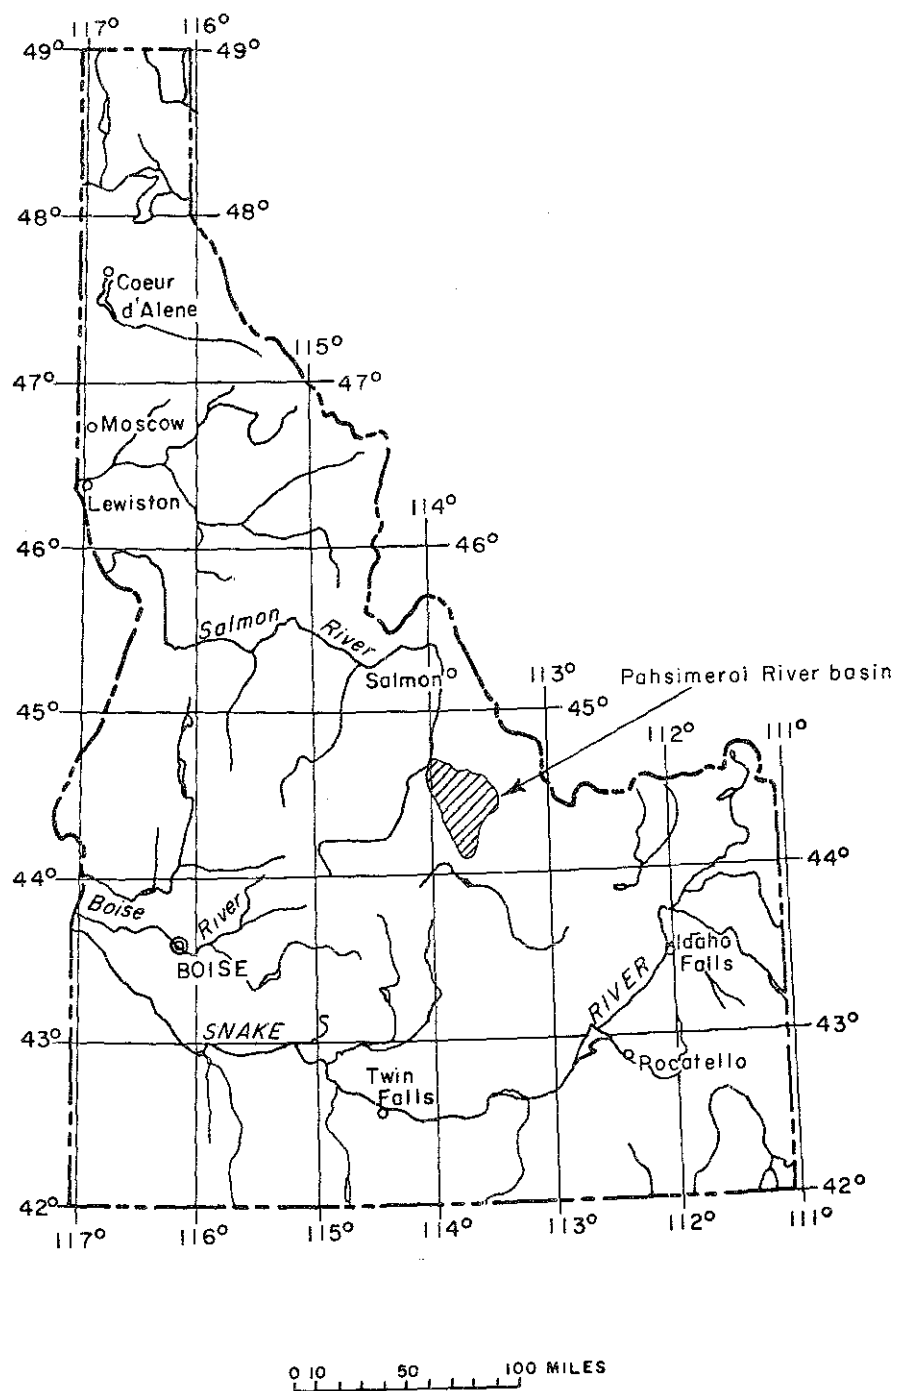 117° 116°
49° 49°
48° 48°
Coeur
d'Alene
115°
47° 47°
Moscow
Lewiston
114°
46° 46°
Salmon River
Salmon
113°
Pahsimeroi River basin
45° 45°
112° 111°
44° 44°
Boise River
BOISE
Idaho
Falls
SNAKE RIVER
43° 43°
Pocatello
Twin
Falls
42° 42°
117° 116° 115° 114° 113° 112° 111°
0 10 50 100 MILES